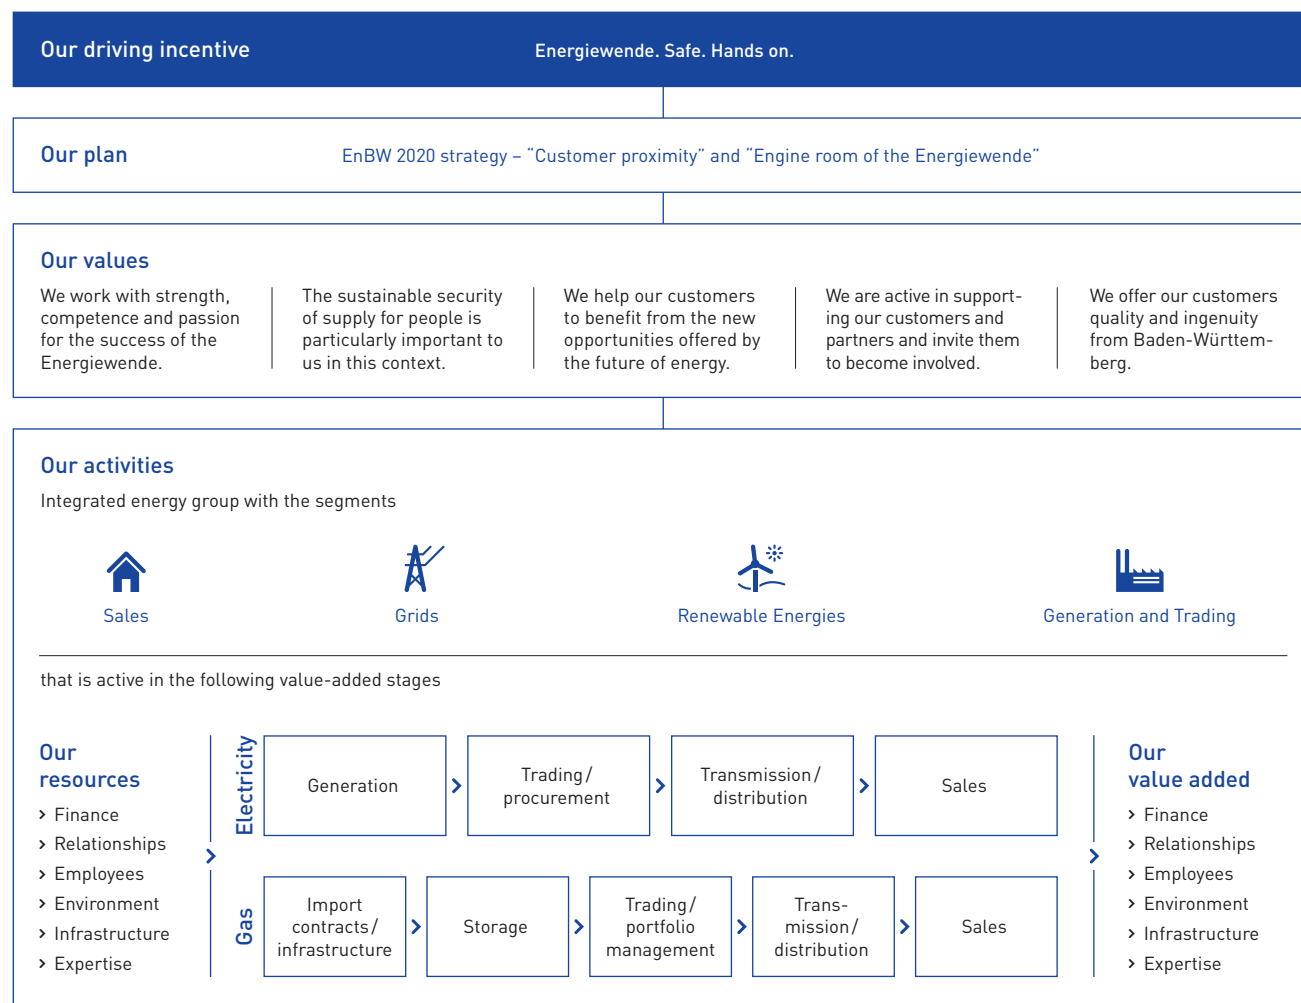 Our driving incentive
Energiewende. Safe. Hands on.
Our plan
EnBW 2020 strategy – “Customer proximity” and “Engine room of the Energiewende”
Our values
We work with strength,
competence and passion
for the success of the
Energiewende.
The sustainable security
of supply for people is
particularly important to
us in this context.
We help our customers
to benefit from the new
opportunities offered by
the future of energy.
We are active in support-
ing our customers and
partners and invite them
to become involved.
We offer our customers
quality and ingenuity
from Baden-Württem-
berg.
Our activities
Integrated energy group with the segments
Sales
Grids
Renewable Energies
Generation and Trading
that is active in the following value-added stages
Our
resources
› Finance
› Relationships
› Employees
› Environment
› Infrastructure
› Expertise
Electricity
Generation
Trading/
procurement
Transmission/
distribution
Sales
Gas
Import
contracts/
infrastructure
Storage
Trading/
portfolio
management
Trans-
mission/
distribution
Sales
Our
value added
› Finance
› Relationships
› Employees
› Environment
› Infrastructure
› Expertise